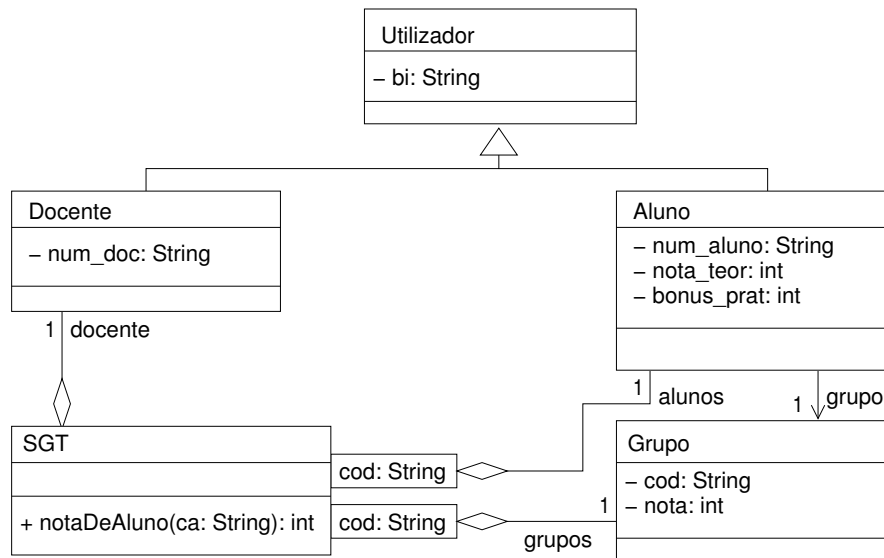 Utilizador
– bi: String
Docente
– num_doc: String
Aluno
– num_aluno: String
– nota_teor: int
– bonus_prat: int
1 docente
1 alunos
1 grupo
SGT
+ notaDeAluno(ca: String): int
cod: String
cod: String
1
grupos
Grupo
– cod: String
– nota: int